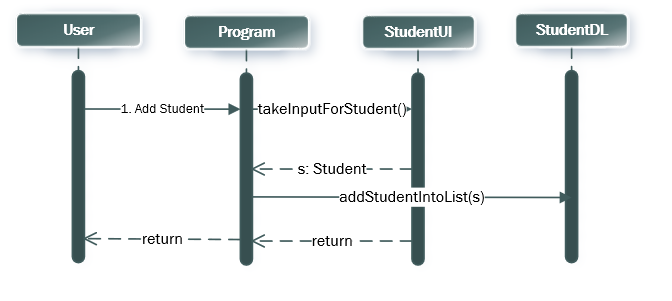 User
Program
StudentUI
StudentDL
1. Add Student
takeInputForStudent()
s: Student
addStudentIntoList(s)
return
return